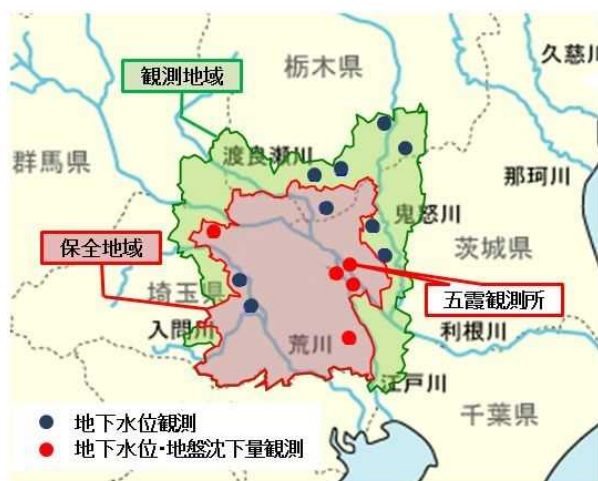 久慈川
栃木県
観測地域
渡良瀬川
群馬県
那珂川
鬼怒川
茨城県
保全地域
埼玉県
五霞観測所
入間川
荒川
利根川
江戸川
千葉県
地下水位観測
地下水位・地盤沈下量観測